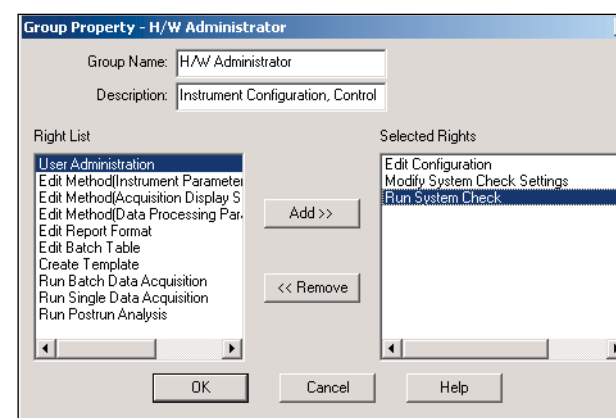 Group Property - H/W Administrator
Group Name: H/W Administrator
Description: Instrument Configuration, Control
Right List
User Administration
Edit Method(Instrument Parameter
Edit Method(Acquisition Display S
Edit Method(Data Processing Par
Edit Report Format
Edit Batch Table
Create Template
Run Batch Data Acquisition
Run Single Data Acquisition
Run Postrun Analysis
Add >>
<< Remove
Selected Rights
Edit Configuration
Modify System Check Settings
Run System Check
OK
Cancel
Help